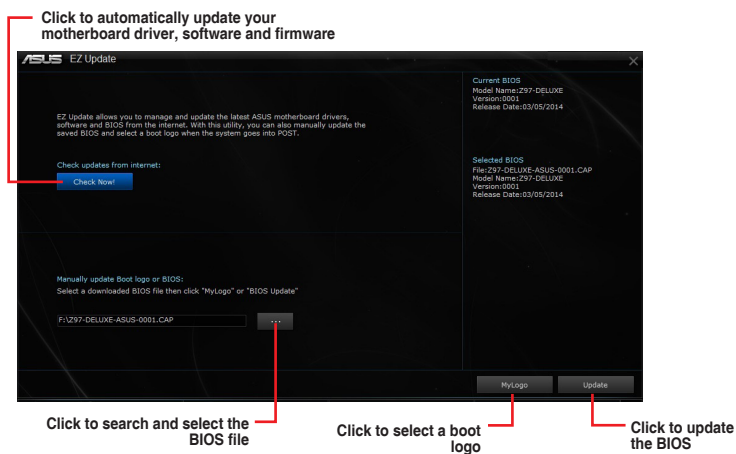 Click to automatically update your
motherboard driver, software and firmware
ASUS EZ Update
Current BIOS
Model Name:Z97-DELUXE
Version:0001
Release Date:03/05/2014
EZ Update allows you to manage and update the latest ASUS motherboard drivers,
software and BIOS from the internet. With this utility, you can also manually update the
saved BIOS and select a boot logo when the system goes into POST.
Check updates from internet:
Check Now!
Selected BIOS
File:Z97-DELUXE-ASUS-0001.CAP
Model Name:Z97-DELUXE
Version:0001
Release Date:03/05/2014
Manually update Boot logo or BIOS:
Select a downloaded BIOS file then click "MyLogo" or "BIOS Update"
F:\Z97-DELUXE-ASUS-0001.CAP
...
MyLogo
Update
Click to search and select the
BIOS file
Click to select a boot
logo
Click to update
the BIOS